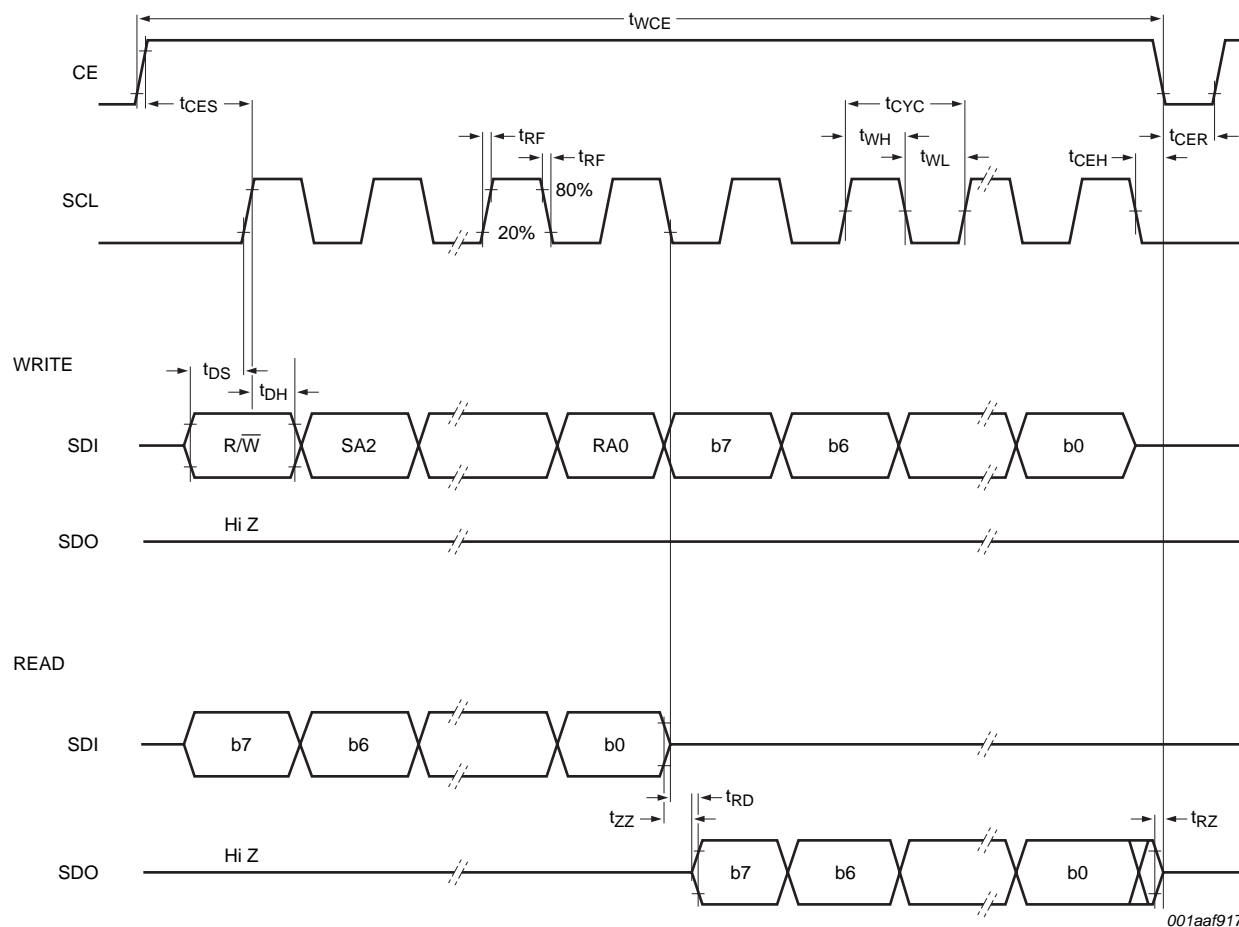 tWCE
CE
tCES
tCYC
tRF
tWH
tCER
tRF
tWL
tCEH
SCL
80%
20%
WRITE
tDS
tDH
SDI
R/W̅
SA2
RA0
b7
b6
b0
Hi Z
SDO
READ
SDI
b7
b6
b0
tRD
tZZ
tRZ
Hi Z
SDO
b7
b6
b0
001aaf917